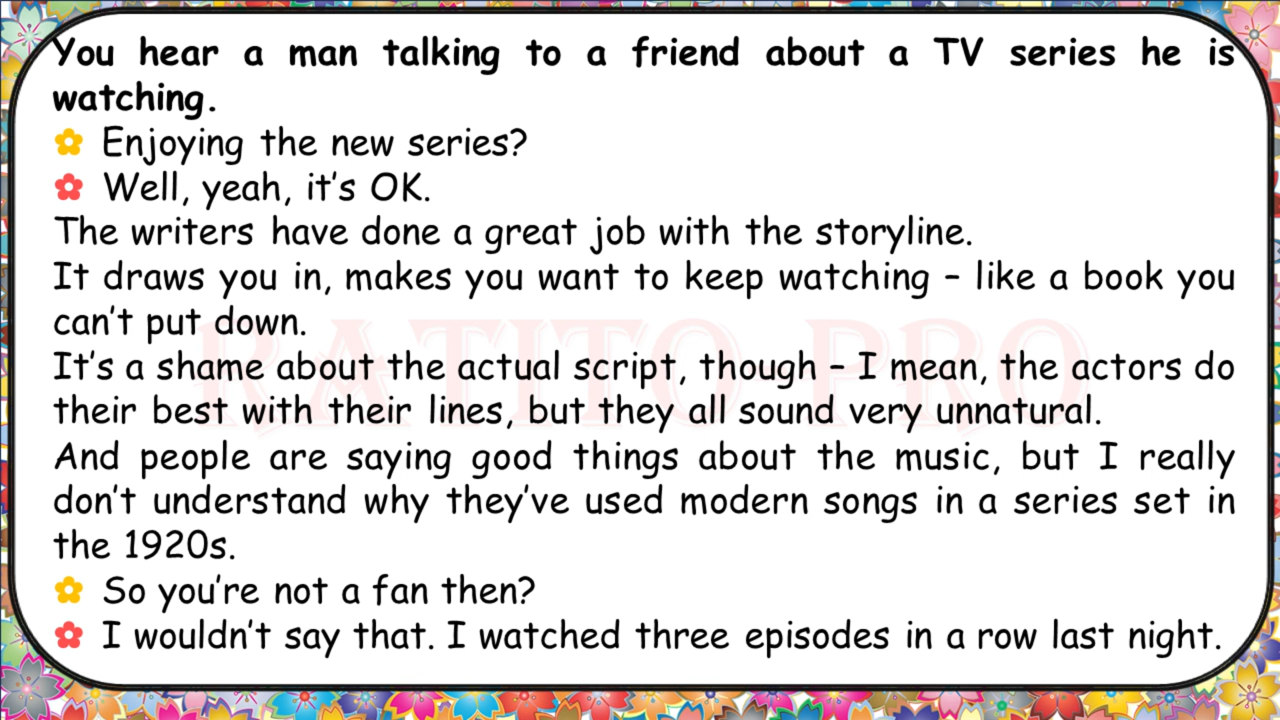 You hear a man talking to a friend about a TV series he is
watching.
Enjoying the new series?
Well, yeah, it's OK.
The writers have done a great job with the storyline.
It draws you in, makes you want to keep watching – like a book you
can't put down.
It's a shame about the actual script, though – I mean, the actors do
their best with their lines, but they all sound very unnatural.
And people are saying good things about the music, but I really
don't understand why they've used modern songs in a series set in
the 1920s.
So you're not a fan then?
I wouldn't say that. I watched three episodes in a row last night.
RATITO PRO